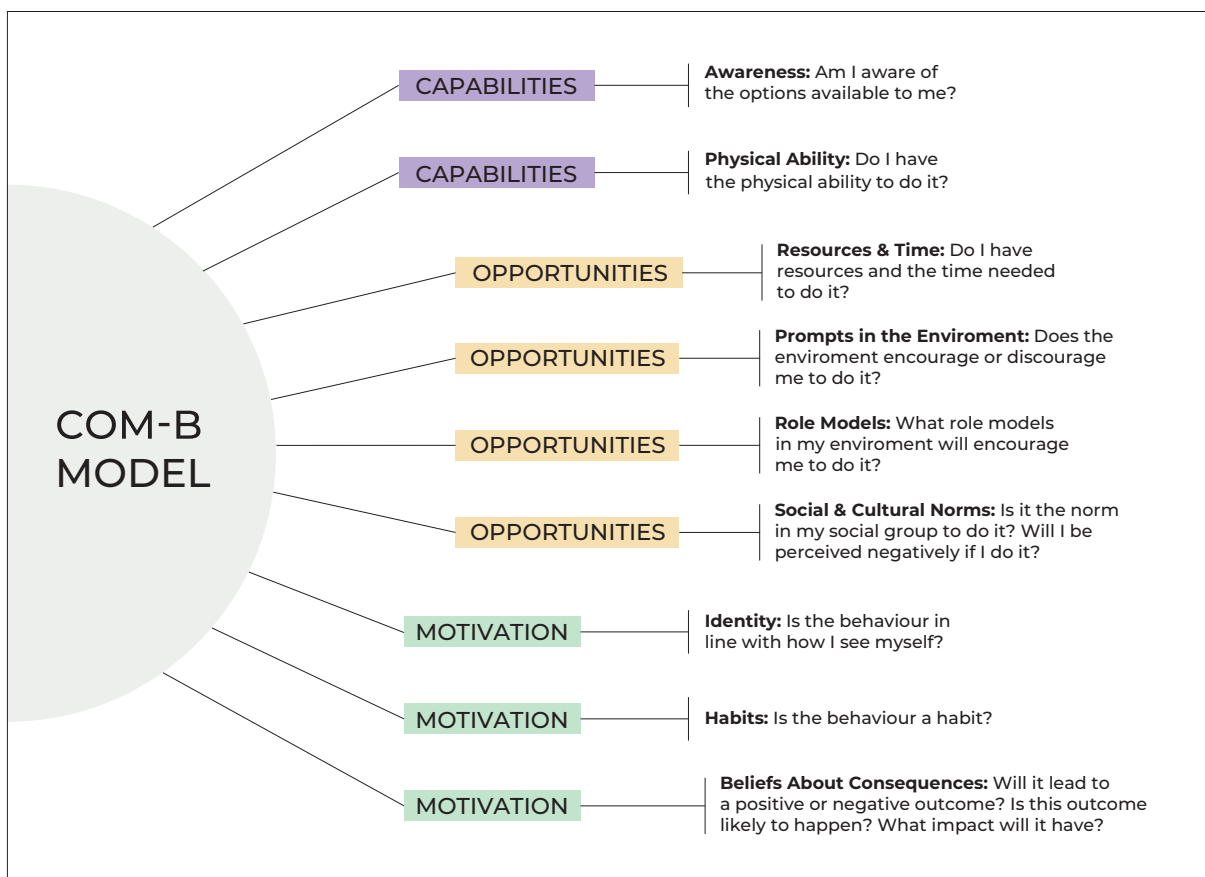 CAPABILITIES
Awareness: Am I aware of
the options available to me?
CAPABILITIES
Physical Ability: Do I have
the physical ability to do it?
OPPORTUNITIES
Resources & Time: Do I have
resources and the time needed
to do it?
OPPORTUNITIES
Prompts in the Enviroment: Does the
enviroment encourage or discourage
me to do it?
COM-B
MODEL
OPPORTUNITIES
Role Models: What role models
in my enviroment will encourage
me to do it?
OPPORTUNITIES
Social & Cultural Norms: Is it the norm
in my social group to do it? Will I be
perceived negatively if I do it?
MOTIVATION
Identity: Is the behaviour in
line with how I see myself?
MOTIVATION
Habits: Is the behaviour a habit?
MOTIVATION
Beliefs About Consequences: Will it lead to
a positive or negative outcome? Is this outcome
likely to happen? What impact will it have?